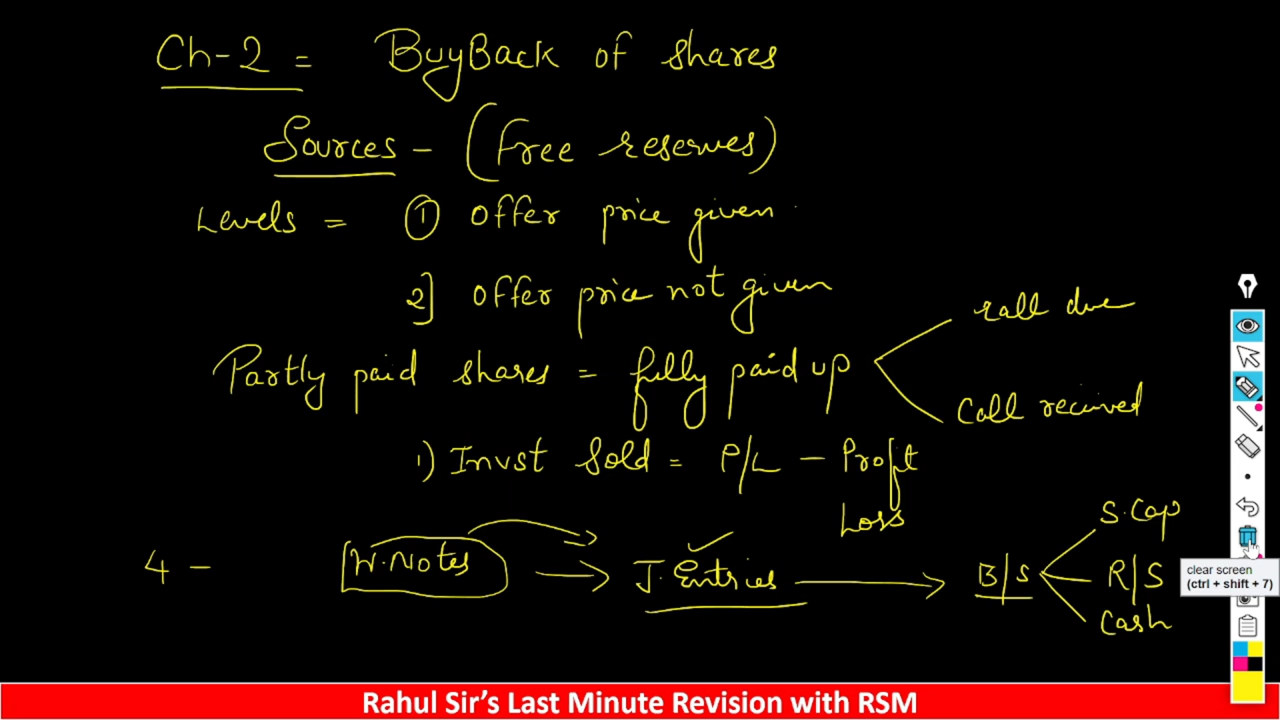 Ch-2 = BuyBack of shares
Sources - (Free reserves)
Levels = ① Offer price given
2] Offer price not given
call due
Partly paid shares = fully paid up
Call received
1) Invst Sold = P/L - Profit
Loss
S.Cap
4 - W.Notes → J.Entries → B/S R/S
Cash
clear screen
(ctrl + shift + 7)
Rahul Sir's Last Minute Revision with RSM